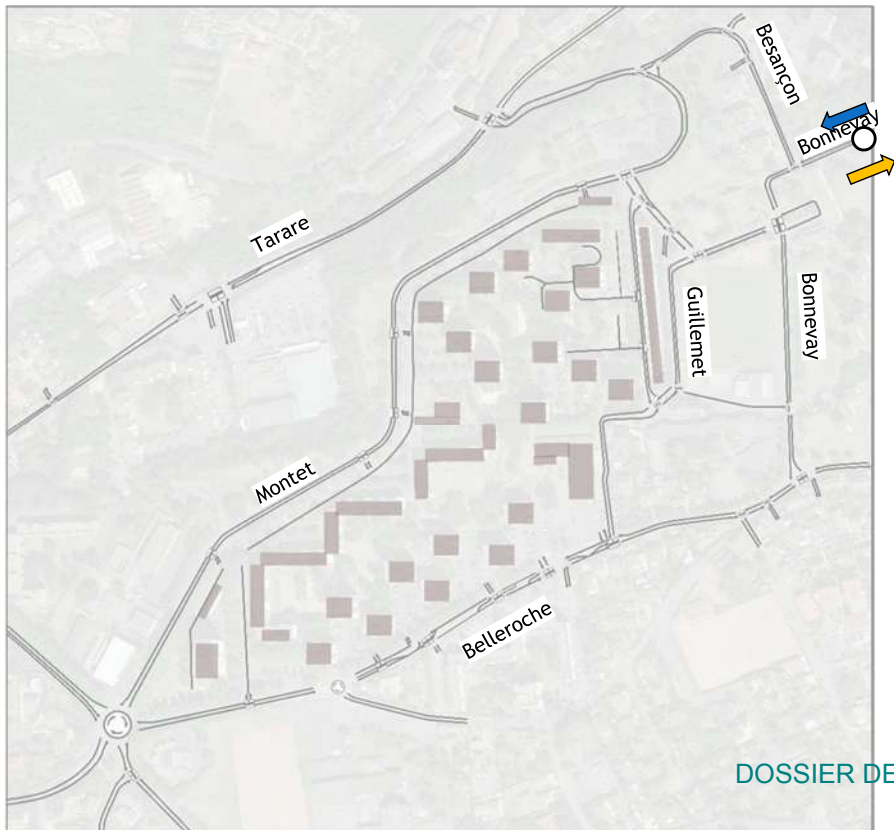 Besançon
Bonnevay
Tarare
Bonnevay
Guillemet
Montet
Belleroche
DOSSIER DE